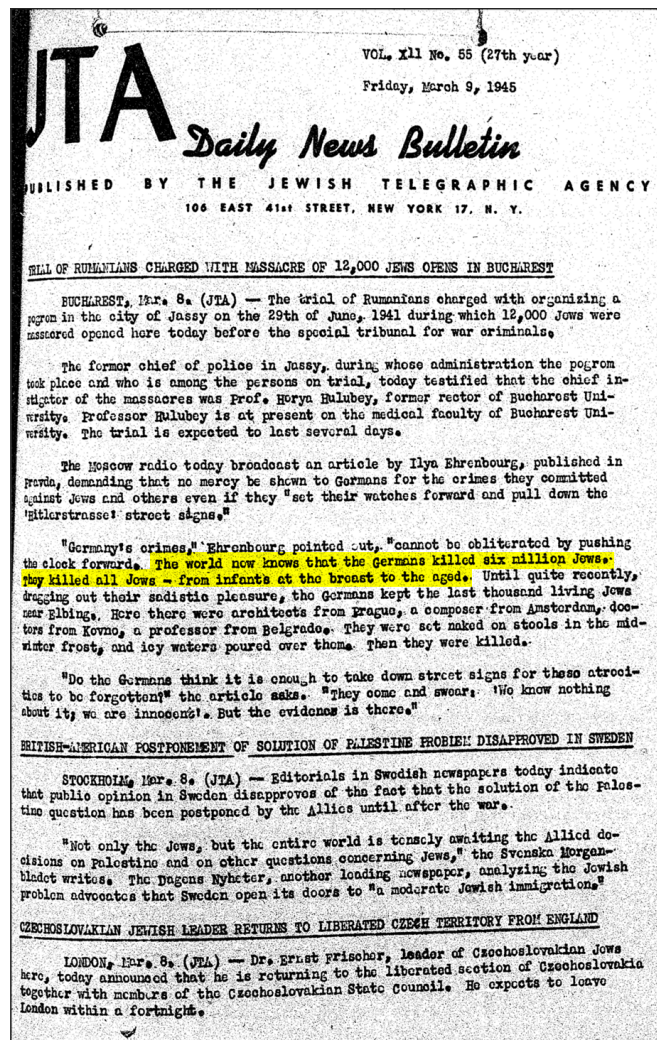 JTA
VOL. Xll No. 55 (27th year)
Friday, March 9, 1945
Daily News Bulletin
PUBLISHED BY THE JEWISH TELEGRAPHIC AGENCY
106 EAST 41st STREET, NEW YORK 17, N. Y.
TRIAL OF RUMANIANS CHARGED WITH MASSACRE OF 12,000 JEWS OPENS IN BUCHAREST
BUCHAREST, Mar. 8. (JTA) — The trial of Rumanians charged with organizing a
pogrom in the city of Jassy on the 29th of June, 1941 during which 12,000 Jews were
massacred opened here today before the special tribunal for war criminals.
The former chief of police in Jassy, during whose administration the pogrom
took place and who is among the persons on trial, today testified that the chief in-
stigator of the massacres was Prof. Horya Hulubey, former rector of Bucharest Uni-
versity. Professor Hulubey is at present on the medical faculty of Bucharest Uni-
versity. The trial is expected to last several days.
The Moscow radio today broadcast an article by Ilya Ehrenbourg, published in
Pravda, demanding that no mercy be shown to Germans for the crimes they committed
against Jews and others even if they "set their watches forward and pull down the
'Hitlerstrasse' street signs."
"Germany's crimes," Ehrenbourg pointed out, "cannot be obliterated by pushing
the clock forward. The world now knows that the Germans killed six million Jews.
They killed all Jews — from infants at the breast to the aged. Until quite recently,
dragging out their sadistic pleasure, the Germans kept the last thousand living Jews
near Elbing. Here there were architects from Prague, a composer from Amsterdam, doc-
tors from Kovno, a professor from Belgrade. They were set naked on stools in the mid-
winter frost, and icy waters poured over them. Then they were killed.
"Do the Germans think it is enough to take down street signs for these atroci-
ties to be forgotten?" the article asks. "They come and swear: 'We know nothing
about it; we are innocent'. But the evidence is there."
BRITISH-AMERICAN POSTPONEMENT OF SOLUTION OF PALESTINE PROBLEM DISAPPROVED IN SWEDEN
STOCKHOLM, Mar. 8. (JTA) — Editorials in Swedish newspapers today indicate
that public opinion in Sweden disapproves of the fact that the solution of the Pales-
tine question has been postponed by the Allies until after the war.
"Not only the Jews, but the entire world is tensely awaiting the Allied de-
cisions on Palestine and on other questions concerning Jews," the Svenska Morgan-
bladet writes. The Dagens Nyheter, another leading newspaper, analyzing the Jewish
problem advocates that Sweden open its doors to "a moderate Jewish immigration."
CZECHOSLOVAKIAN JEWISH LEADER RETURNS TO LIBERATED CZECH TERRITORY FROM ENGLAND
LONDON, Mar. 8. (JTA) — Dr. Ernst Frischer, leader of Czechoslovakian Jews
here, today announced that he is returning to the liberated section of Czechoslovakia
together with members of the Czechoslovakian State Council. He expects to leave
London within a fortnight.